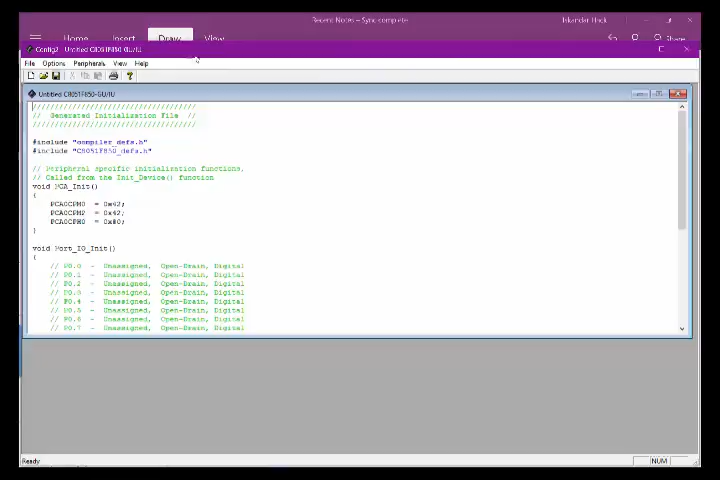 Recent Notes – Sync complete
Iskandar Hack
Home Insert Draw View
Share
Config2 - Untitled C8051F850-GU/IU
File Options Peripherals View Help
Untitled C8051F850-GU/IU
/////////////////////////////////////
// Generated Initialization File //
/////////////////////////////////////
#include "compiler_defs.h"
#include "C8051F850_defs.h"
// Peripheral specific initialization functions,
// Called from the Init_Device() function
void PCA_Init()
{
PCA0CPM0 = 0x42;
PCA0CPM2 = 0x42;
PCA0CPH0 = 0x80;
}
void Port_IO_Init()
{
// P0.0 - Unassigned, Open-Drain, Digital
// P0.1 - Unassigned, Open-Drain, Digital
// P0.2 - Unassigned, Open-Drain, Digital
// P0.3 - Unassigned, Open-Drain, Digital
// P0.4 - Unassigned, Open-Drain, Digital
// P0.5 - Unassigned, Open-Drain, Digital
// P0.6 - Unassigned, Open-Drain, Digital
// P0.7 - Unassigned, Open-Drain, Digital
Ready
NUM